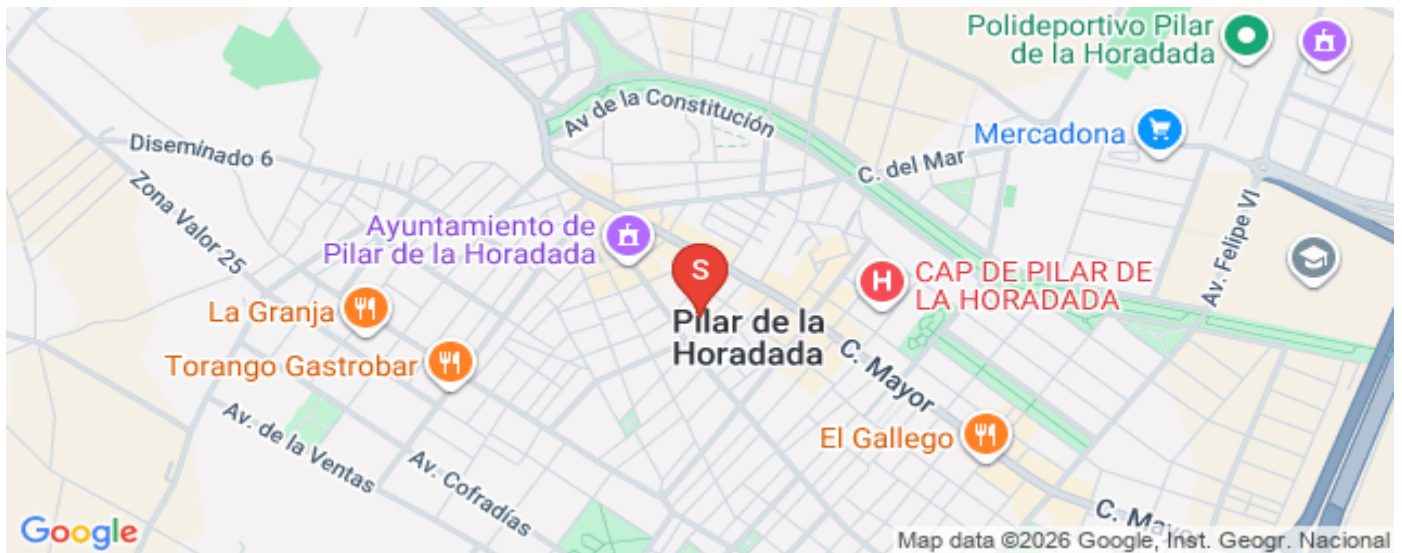 Polideportivo Pilar
de la Horadada
Av de la Constitución
Mercadona
Diseminado 6
C. del Mar
Zona Valor 25
Ayuntamiento de
Pilar de la Horadada
Av. Felipe VI
S
H
CAP DE PILAR DE
LA HORADADA
La Granja
Pilar de la
Horadada
Torango Gastrobar
C. Mayor
Av. de la Ventas
El Gallego
Av. Cofradías
C. Mayor
Google
Map data ©2026 Google, Inst. Geogr. Nacional